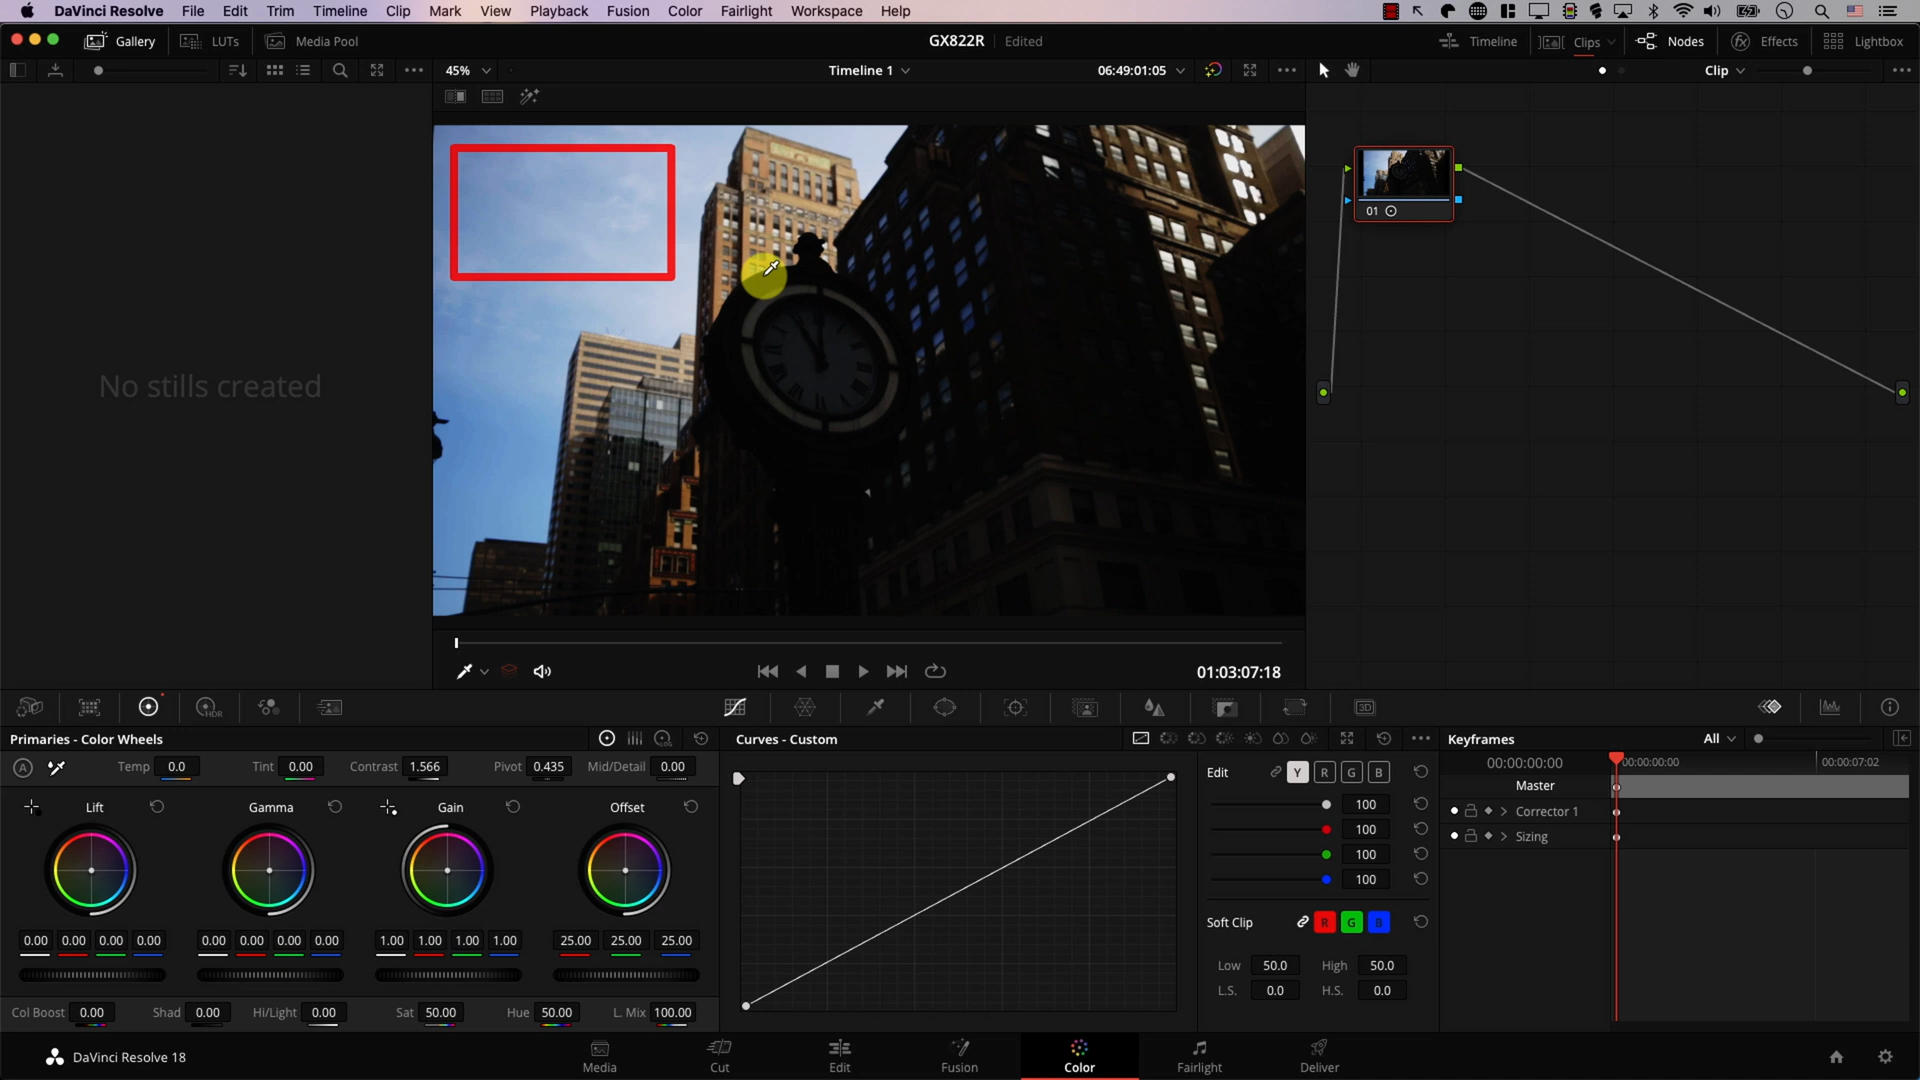 DaVinci Resolve File Edit Trim Timeline Clip Mark View Playback Fusion Color Fairlight Workspace Help
Gallery LUTs Media Pool GX822R Edited Timeline Clips Nodes Effects Lightbox
45% Timeline 1 06:49:01:05 Clip
01
No stills created
01:03:07:18
HDR 3D
Primaries - Color Wheels Curves - Custom Keyframes All
LOG
A Temp 0.0 Tint 0.00 Contrast 1.566 Pivot 0.435 Mid/Detail 0.00
Edit Y R G B
00:00:00:00 00:00:00:00 00:00:07:02
Master
Lift Gamma Gain Offset
100
Corrector 1
100
Sizing
100
100
Soft Clip R G B
0.00 0.00 0.00 0.00 0.00 0.00 0.00 0.00 1.00 1.00 1.00 1.00 25.00 25.00 25.00
Low 50.0 High 50.0
L.S. 0.0 H.S. 0.0
Col Boost 0.00 Shad 0.00 Hi/Light 0.00 Sat 50.00 Hue 50.00 L. Mix 100.00
DaVinci Resolve 18 Media Cut Edit Fusion Color Fairlight Deliver